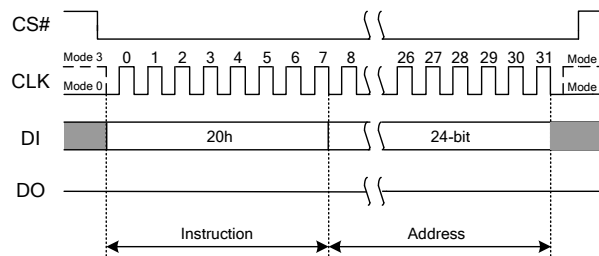 CS#
Mode 3 0 1 2 3 4 5 6 7 8 26 27 28 29 30 31 Mode
CLK
Mode 0 Mode
DI 20h 24-bit
DO
Instruction Address